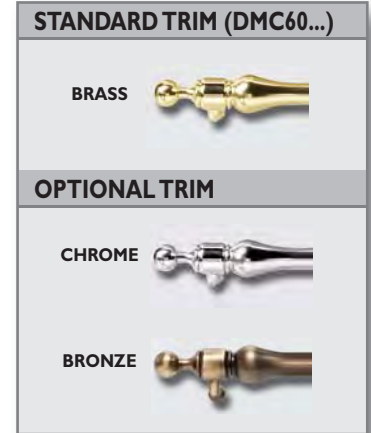 STANDARD TRIM (DMC60...)
BRASS
OPTIONAL TRIM
CHROME
BRONZE